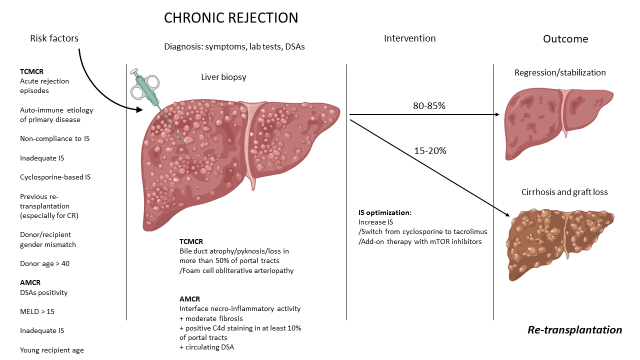 CHRONIC REJECTION
Risk factors
Diagnosis: symptoms, lab tests, DSAs
Intervention
Outcome
TCMCR
Acute rejection
episodes
Auto-immune etiology
of primary disease
Non-compliance to IS
Inadequate IS
Cyclosporine-based IS
Previous re-
transplantation
(especially for CR)
Donor/recipient
gender mismatch
Donor age > 40
AMCR
DSAs positivity
MELD > 15
Inadequate IS
Young recipient age
Liver biopsy
TCMCR
Bile duct atrophy/pyknosis/loss in
more than 50% of portal tracts
/Foam cell obliterative arteriopathy
AMCR
Interface necro-inflammatory activity
+ moderate fibrosis
+ positive C4d staining in at least 10%
of portal tracts
+ circulating DSA
80-85%
15-20%
IS optimization:
Increase IS
/Switch from cyclosporine to tacrolimus
/Add-on therapy with mTOR inhibitors
Regression/stabilization
Cirrhosis and graft loss
Re-transplantation